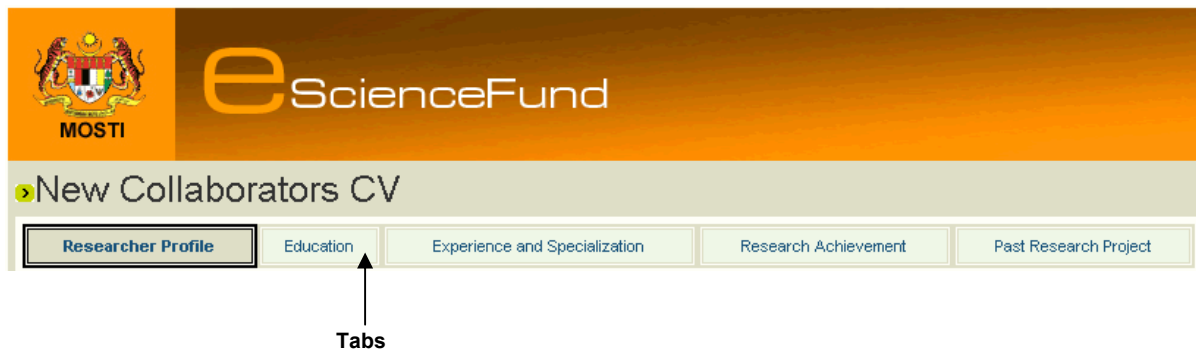 eScienceFund
MOSTI
New Collaborators CV
Researcher Profile Education Experience and Specialization Research Achievement Past Research Project
Tabs